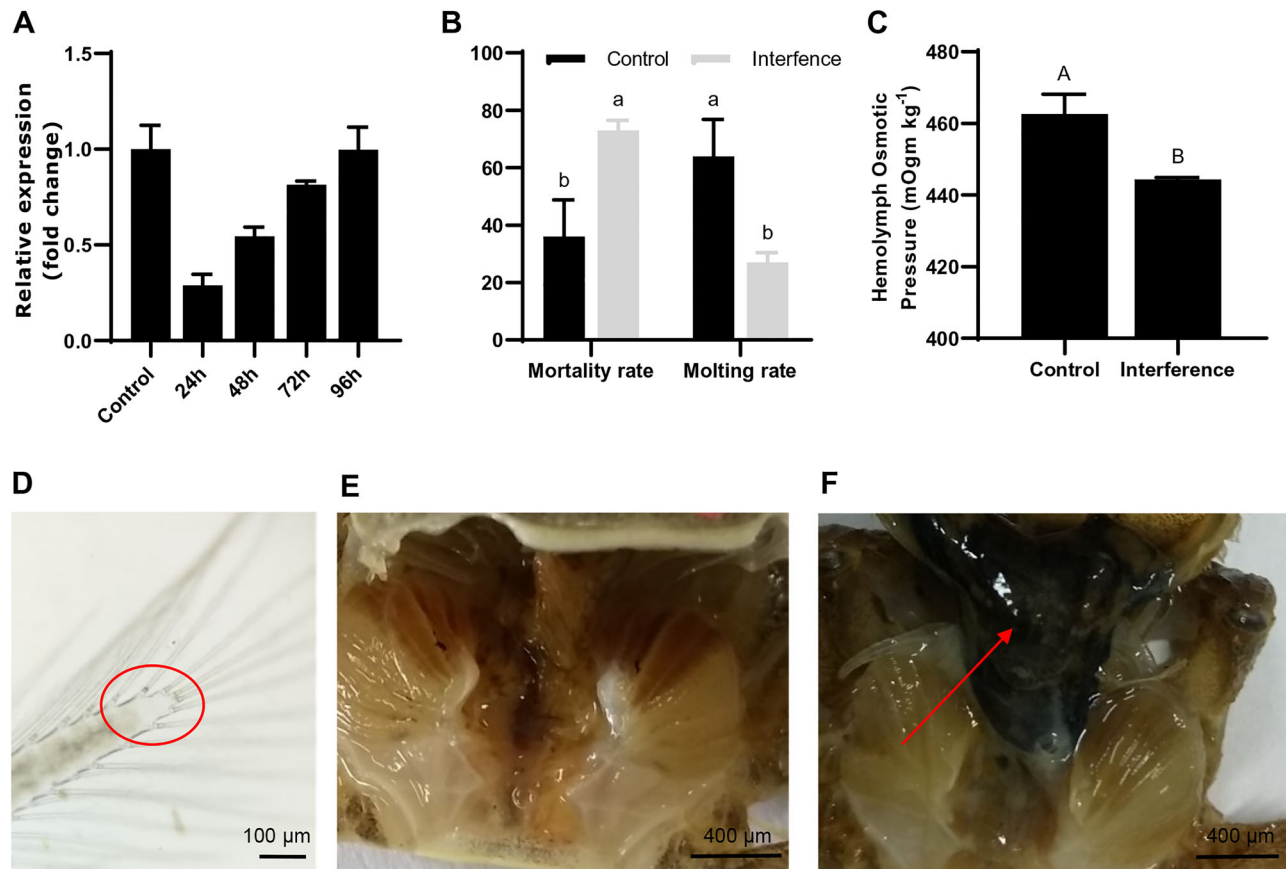 A
Relative expression
(fold change)
1.5
1.0
0.5
0.0
Control
24h
48h
72h
96h
B
Control
Interfence
100
80
60
40
20
0
b
a
a
b
Mortality rate
Molting rate
C
Hemolymph Osmotic
Pressure (mOgm kg⁻¹)
480
460
440
420
400
A
B
Control
Interference
D
100 µm
E
400 µm
F
400 µm